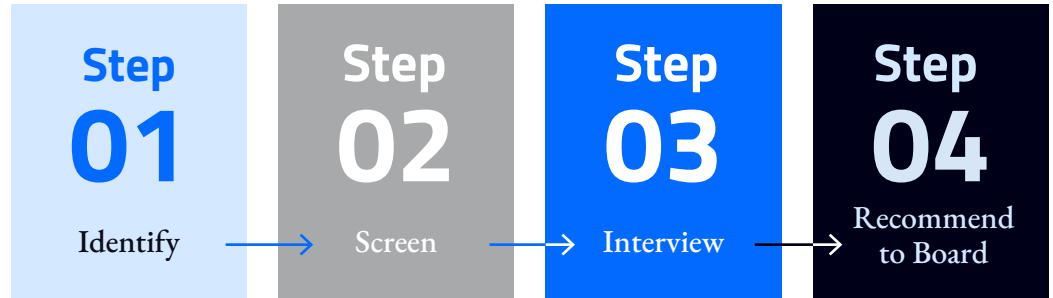 Step
01
Identify
Step
02
Screen
Step
03
Interview
Step
04
Recommend
to Board